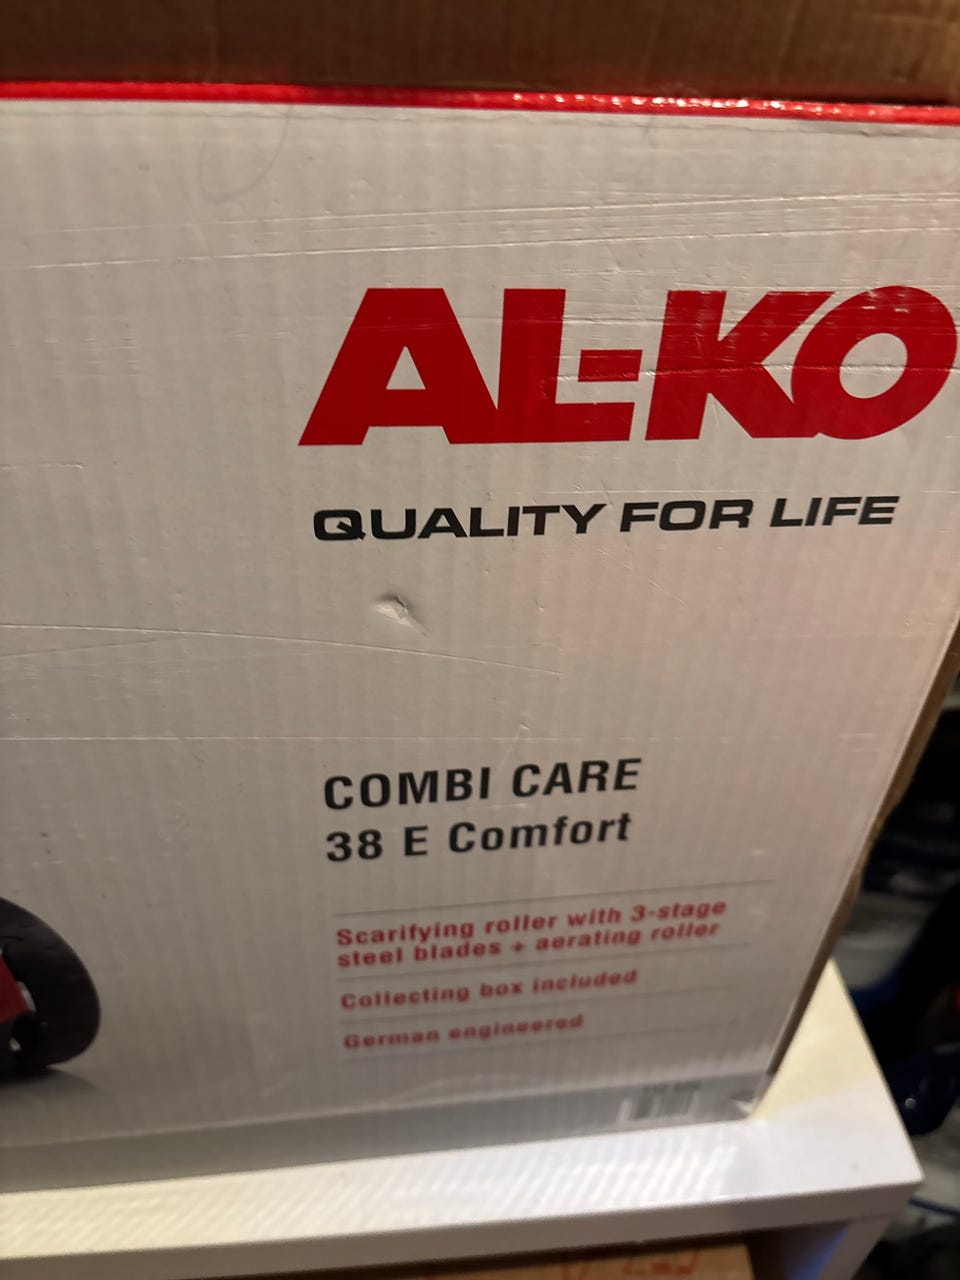 AL-KO
QUALITY FOR LIFE
COMBI CARE
38 E Comfort
Scarifying roller with 3-stage
steel blades + aerating roller
Collecting box included
German engineered